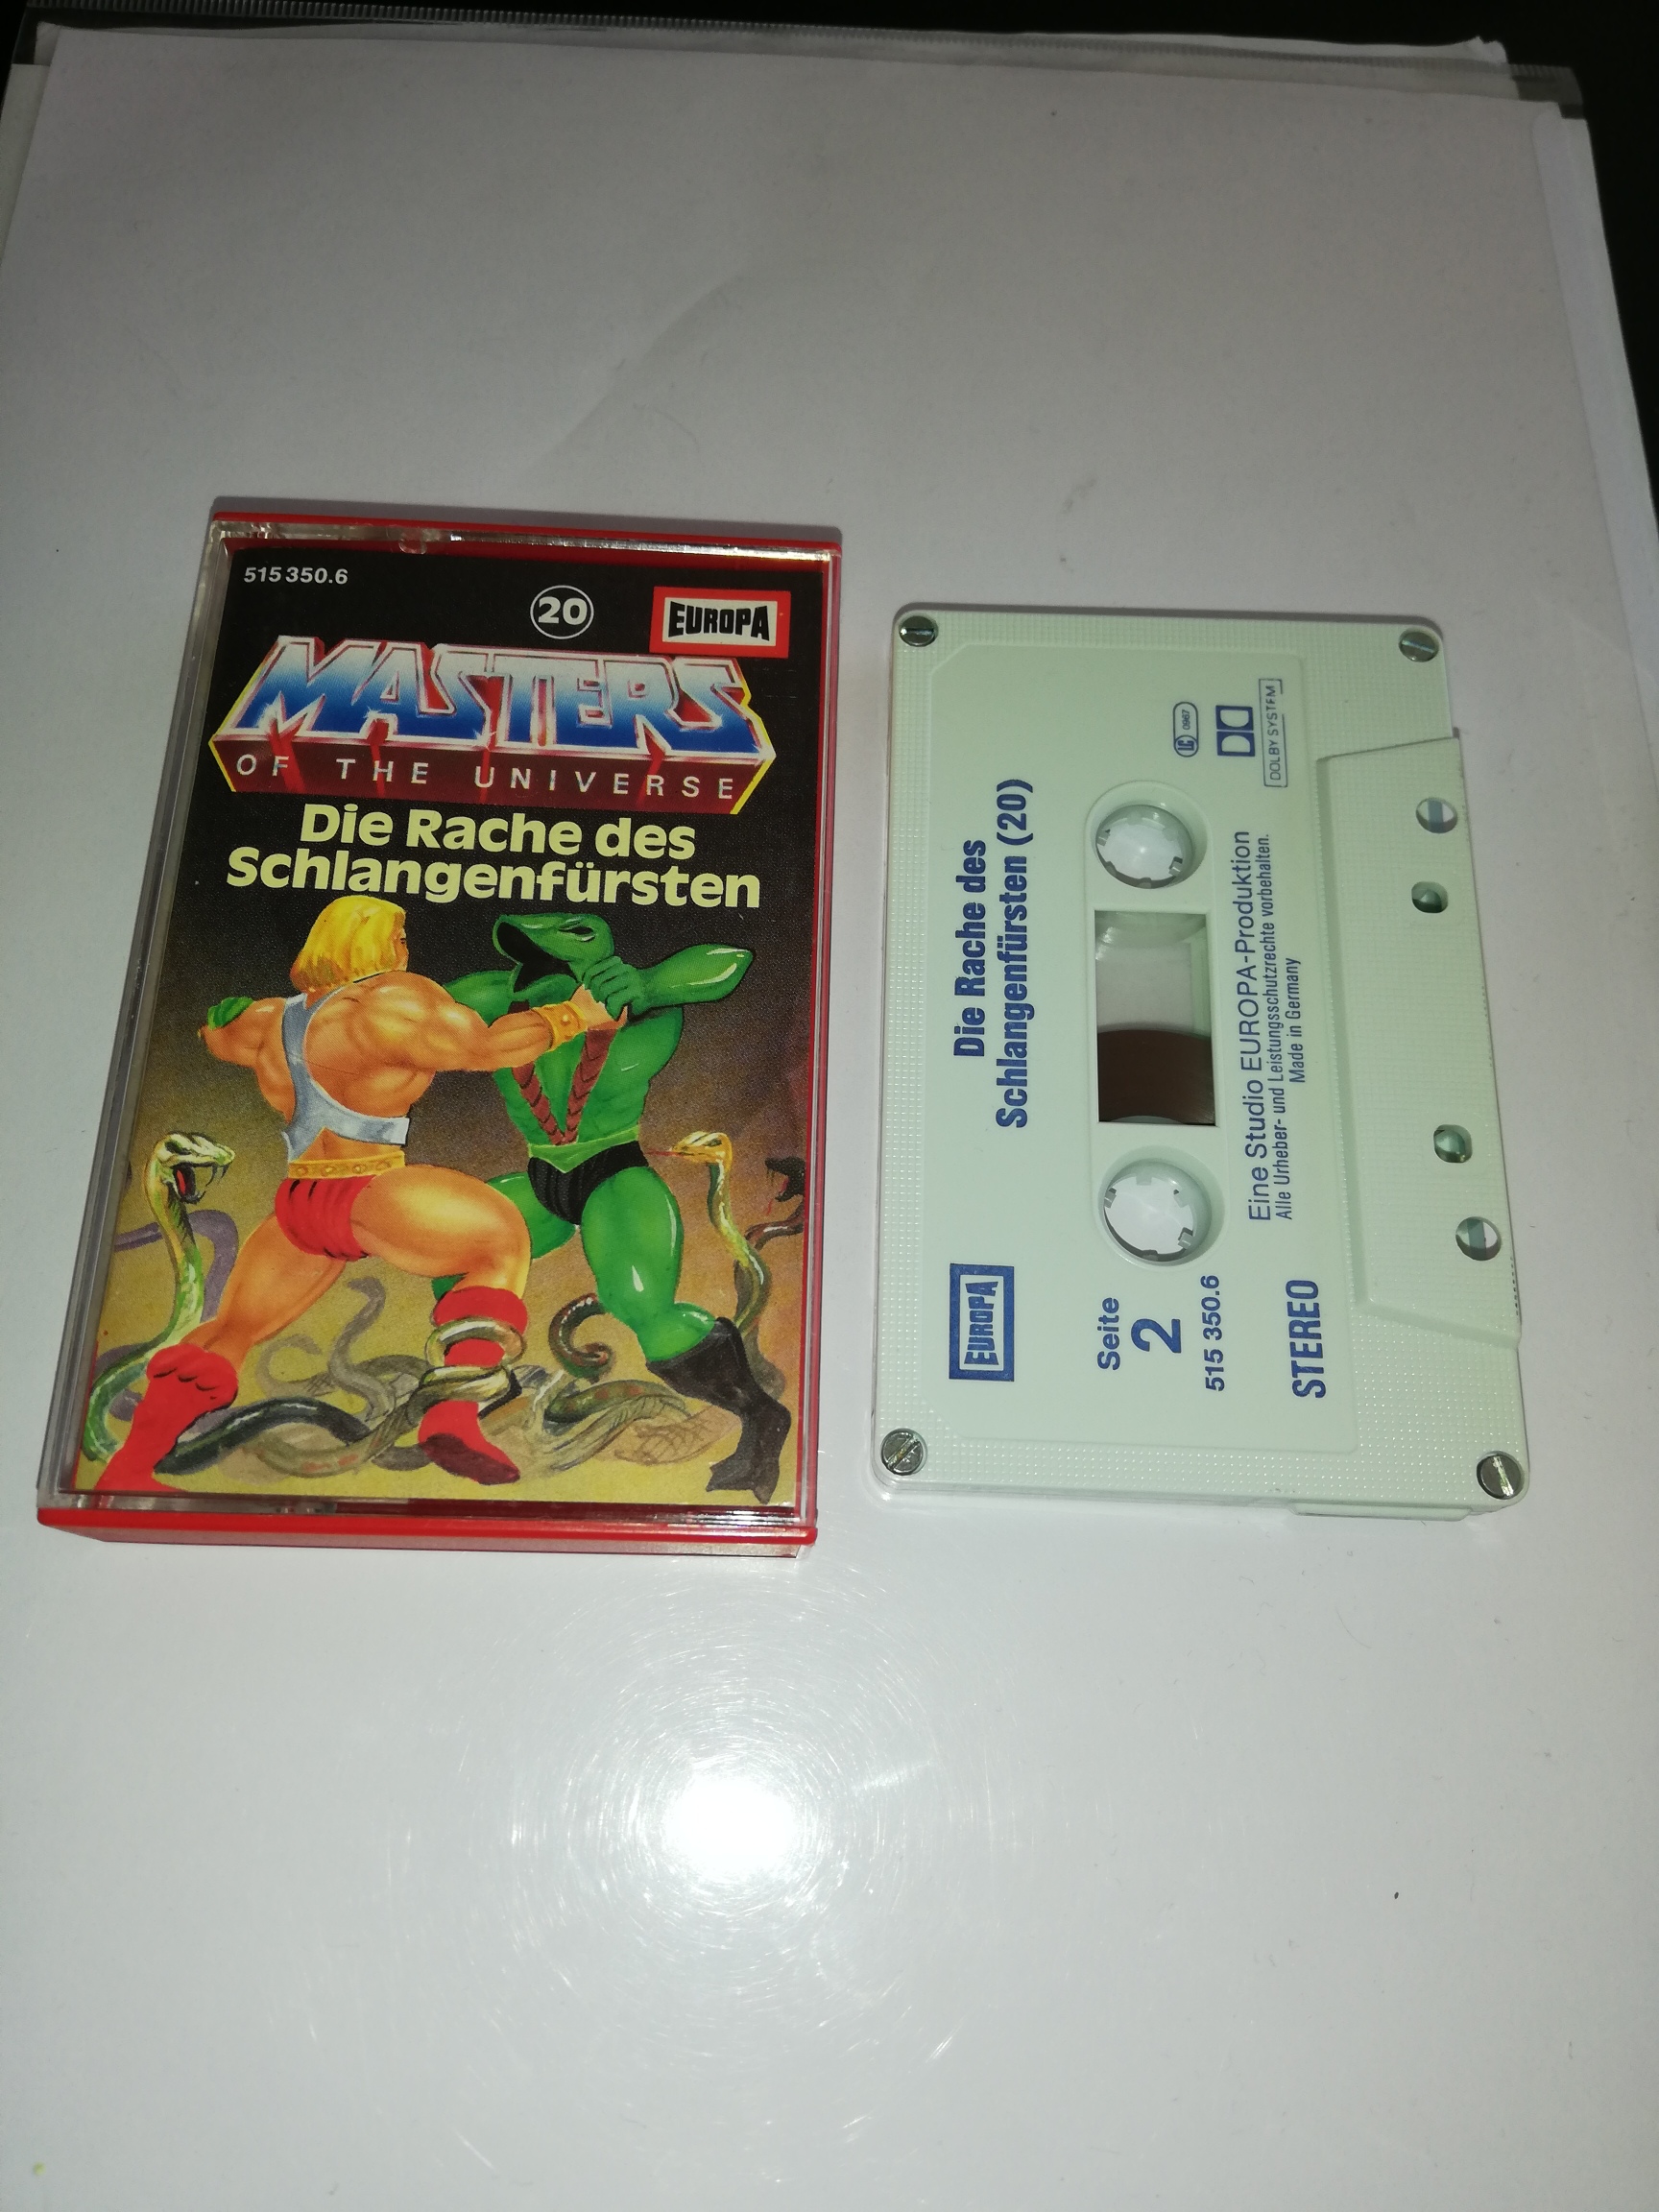 515 350.6
20
EUROPA
MASTERS
OF THE UNIVERSE
Die Rache des
Schlangenfürsten
EUROPA
Die Rache des
Schlangenfürsten (20)
LC 0967
DOLBY SYSTEM
Seite
2
515 350.6
STEREO
Eine Studio EUROPA-Produktion
Alle Urheber- und Leistungsschutzrechte vorbehalten.
Made in Germany